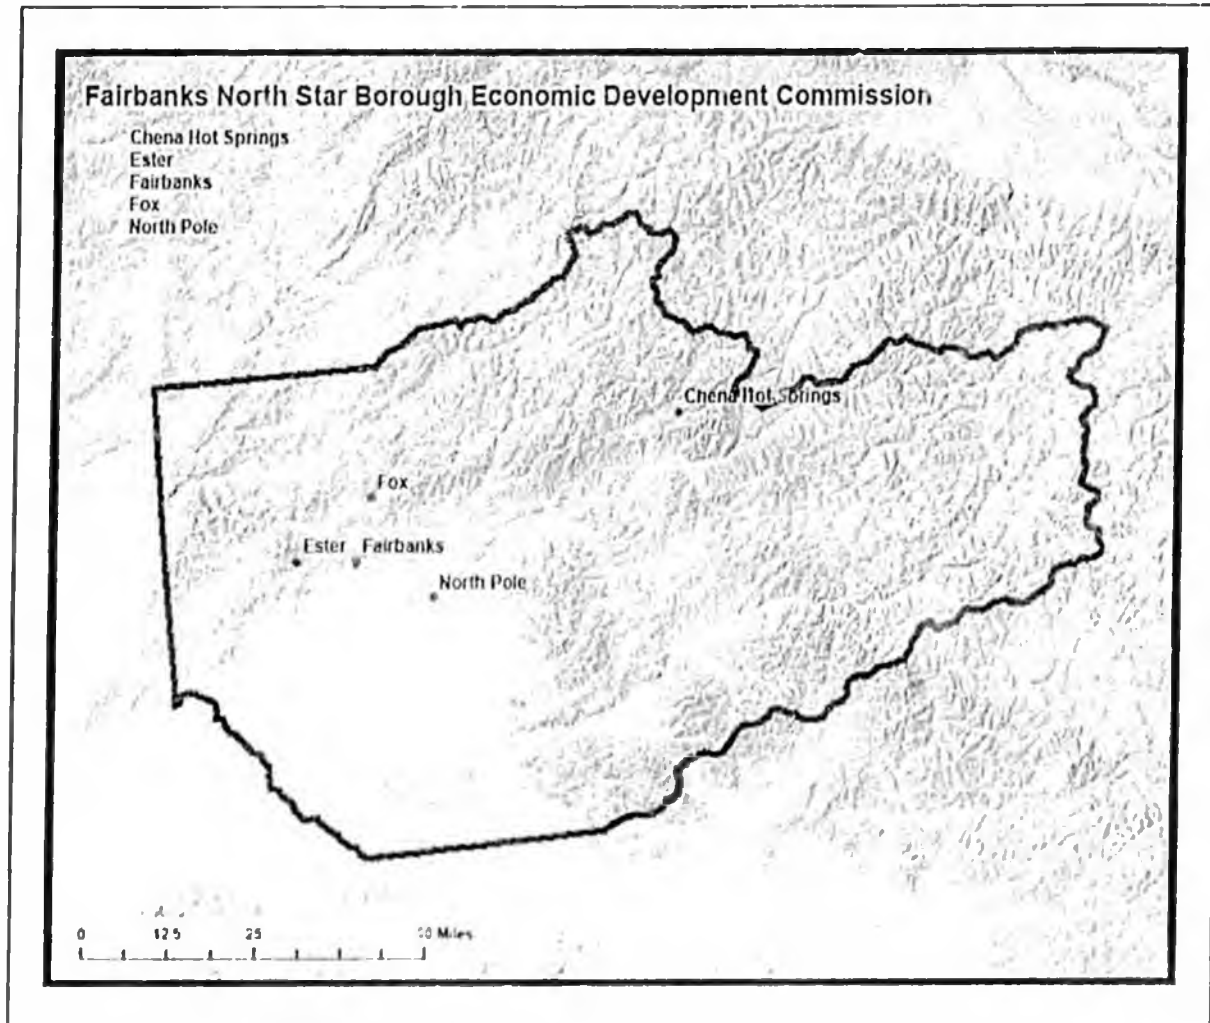 Fairbanks North Star Borough Economic Development Commission
Chena Hot Springs
Ester
Fairbanks
Fox
North Pole
Chena Hot Springs
Fox
Ester Fairbanks
North Pole
0 12.5 25 Miles